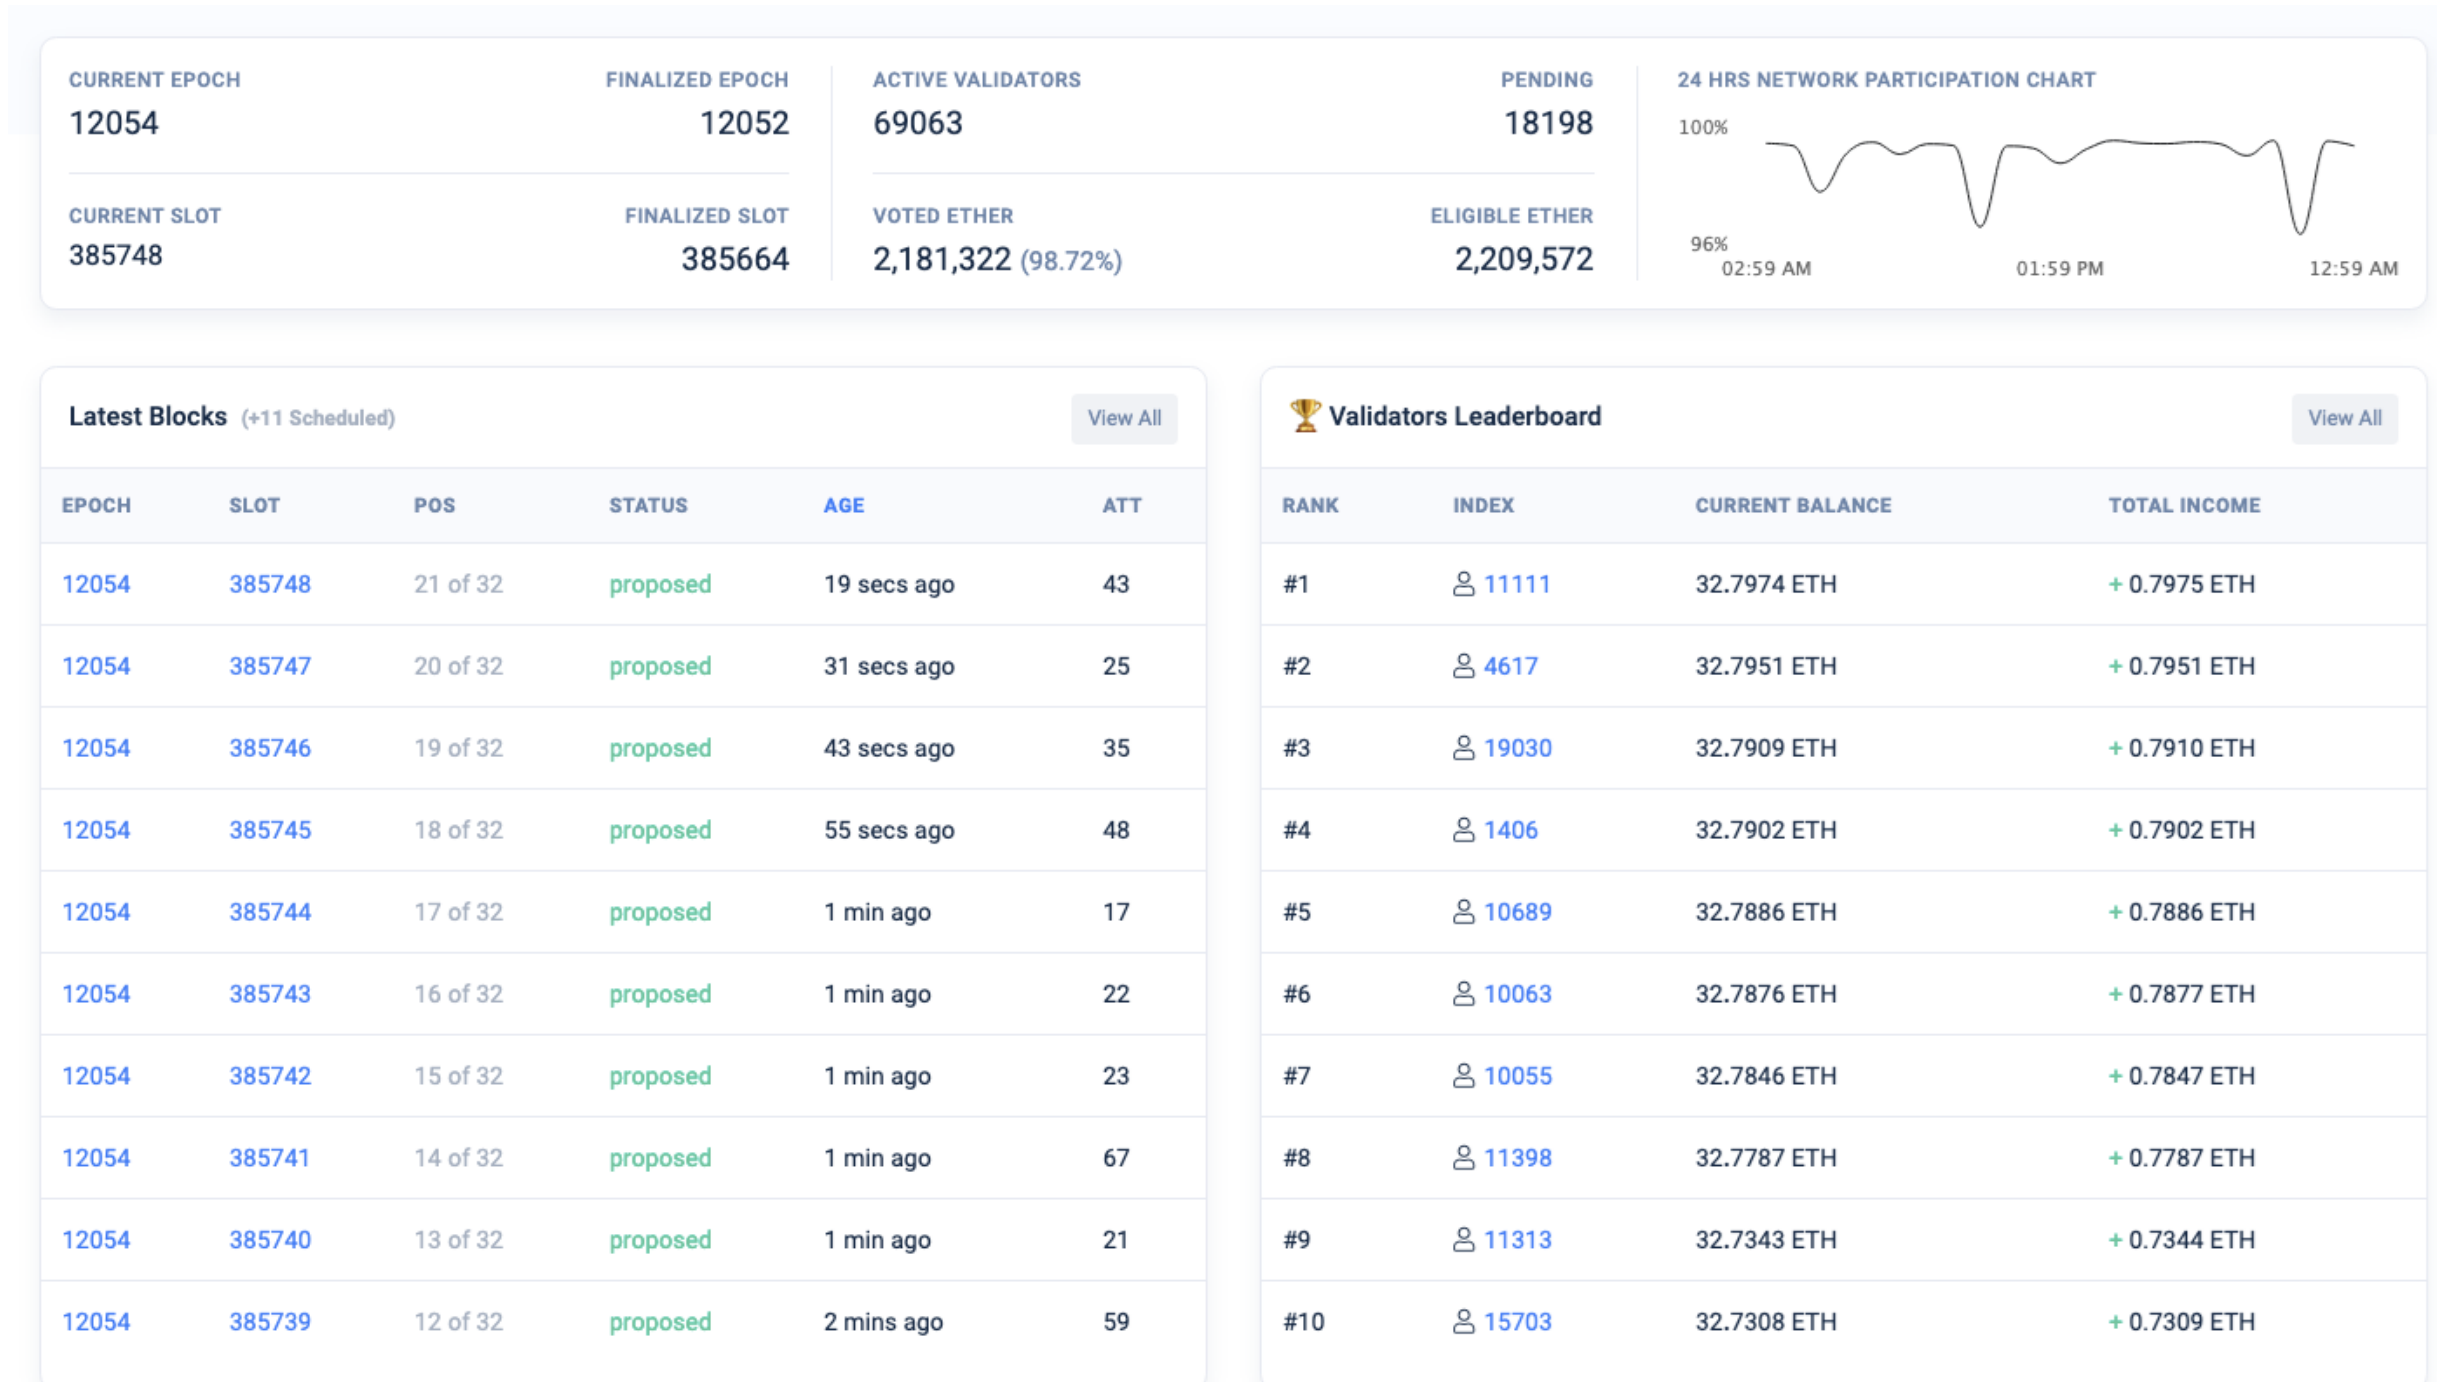 CURRENT EPOCH FINALIZED EPOCH
12054 12052
CURRENT SLOT FINALIZED SLOT
385748 385664
ACTIVE VALIDATORS PENDING
69063 18198
VOTED ETHER ELIGIBLE ETHER
2,181,322 (98.72%) 2,209,572
24 HRS NETWORK PARTICIPATION CHART
100%
96%
02:59 AM 01:59 PM 12:59 AM
Latest Blocks (+11 Scheduled) View All
EPOCH SLOT POS STATUS AGE ATT
12054 385748 21 of 32 proposed 19 secs ago 43
12054 385747 20 of 32 proposed 31 secs ago 25
12054 385746 19 of 32 proposed 43 secs ago 35
12054 385745 18 of 32 proposed 55 secs ago 48
12054 385744 17 of 32 proposed 1 min ago 17
12054 385743 16 of 32 proposed 1 min ago 22
12054 385742 15 of 32 proposed 1 min ago 23
12054 385741 14 of 32 proposed 1 min ago 67
12054 385740 13 of 32 proposed 1 min ago 21
12054 385739 12 of 32 proposed 2 mins ago 59
Validators Leaderboard View All
RANK INDEX CURRENT BALANCE TOTAL INCOME
#1 11111 32.7974 ETH + 0.7975 ETH
#2 4617 32.7951 ETH + 0.7951 ETH
#3 19030 32.7909 ETH + 0.7910 ETH
#4 1406 32.7902 ETH + 0.7902 ETH
#5 10689 32.7886 ETH + 0.7886 ETH
#6 10063 32.7876 ETH + 0.7877 ETH
#7 10055 32.7846 ETH + 0.7847 ETH
#8 11398 32.7787 ETH + 0.7787 ETH
#9 11313 32.7343 ETH + 0.7344 ETH
#10 15703 32.7308 ETH + 0.7309 ETH